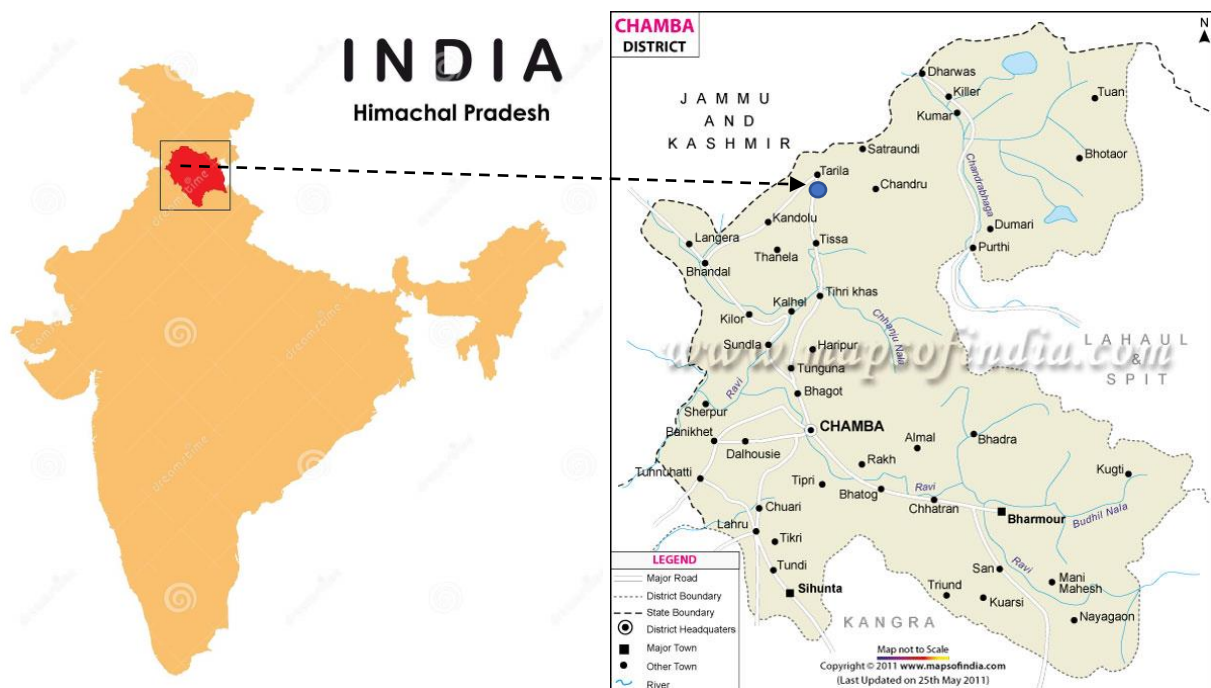 INDIA
Himachal Pradesh
CHAMBA
DISTRICT
N
JAMMU
AND
KASHMIR
Dharwas
Killer
Kumar
Tuan
Satraundi
Bhotaor
Tarila
Chandru
Chandrabhaga
Kandolu
Dumari
Langera
Tissa
Purthi
Thanela
Bhandal
Tihri khas
Kalhel
Kilor
Chhanju Nala
Sundla
Haripur
www.mapsofindia.com
LAHAUL
&
SPIT
Tunguna
Ravi
Bhagot
Sherpur
CHAMBA
Banikhet
Almal
Bhadra
Dalhousie
Rakh
Kugti
Tuhnuhatti
Tipri
Bhatog
Ravi
Chhatran
Chuari
Bharmour
Budhil Nala
Lahru
Tikri
Ravi
Tundi
San
Mani
Mahesh
Sihunta
Triund
Kuarsi
Nayagaon
KANGRA
LEGEND
Major Road
District Boundary
State Boundary
District Headquaters
Major Town
Other Town
River
Map not to Scale
Copyright © 2011 www.mapsofindia.com
(Last Updated on 25th May 2011)